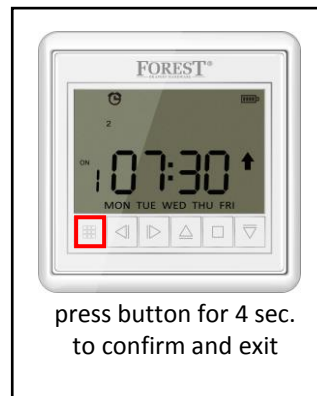 FOREST®
2
ON
1 07:30
MON TUE WED THU FRI
press button for 4 sec.
to confirm and exit